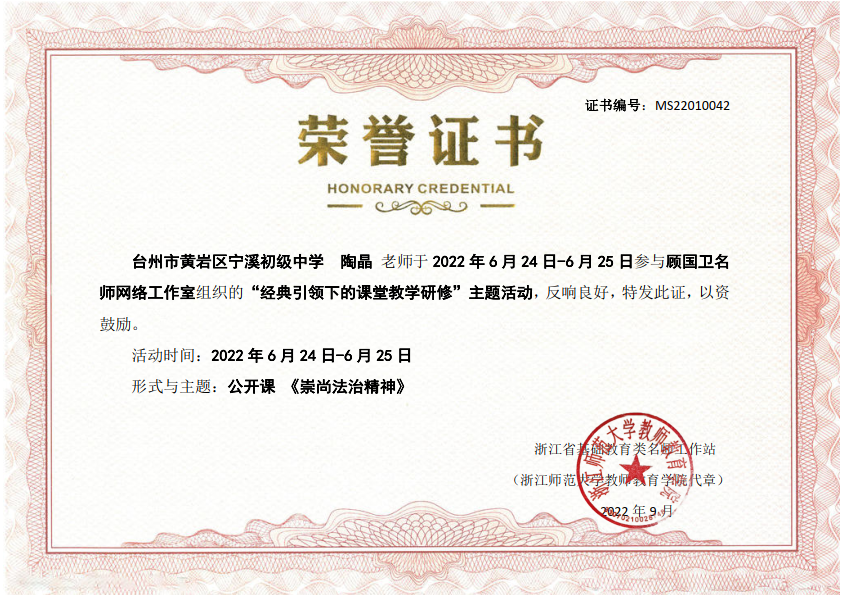 证书编号：MS22010042
荣誉证书
HONORARY CREDENTIAL
台州市黄岩区宁溪初级中学 陶晶 老师于 2022 年 6 月 24 日-6 月 25 日参与顾国卫名
师网络工作室组织的“经典引领下的课堂教学研修”主题活动，反响良好，特发此证，以资
鼓励。
活动时间：2022 年 6 月 24 日-6 月 25 日
形式与主题：公开课 《崇尚法治精神》
浙江省基础教育类名师工作站
（浙江师范大学教师教育学院代章）
2022 年 9 月
浙江师范大学教师教育学院